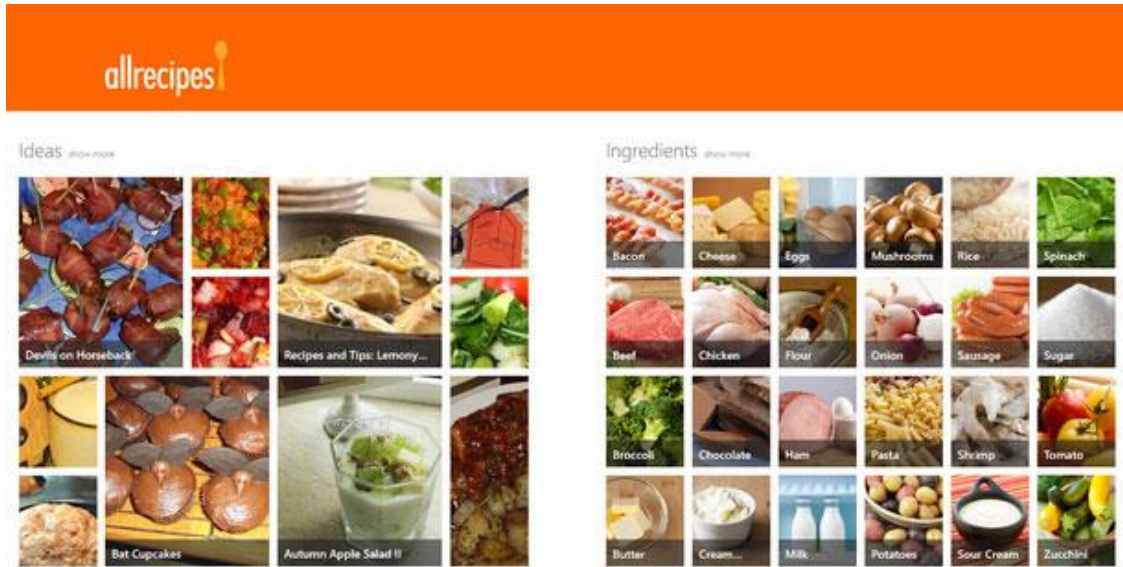 allrecipes
Ideas show more
Devils on Horseback
Recipes and Tips: Lemony...
Bat Cupcakes
Autumn Apple Salad II
Ingredients show more
Bacon
Cheese
Eggs
Mushrooms
Rice
Spinach
Beef
Chicken
Flour
Onion
Sausage
Sugar
Broccoli
Chocolate
Ham
Pasta
Shrimp
Tomato
Butter
Cream...
Milk
Potatoes
Sour Cream
Zucchini